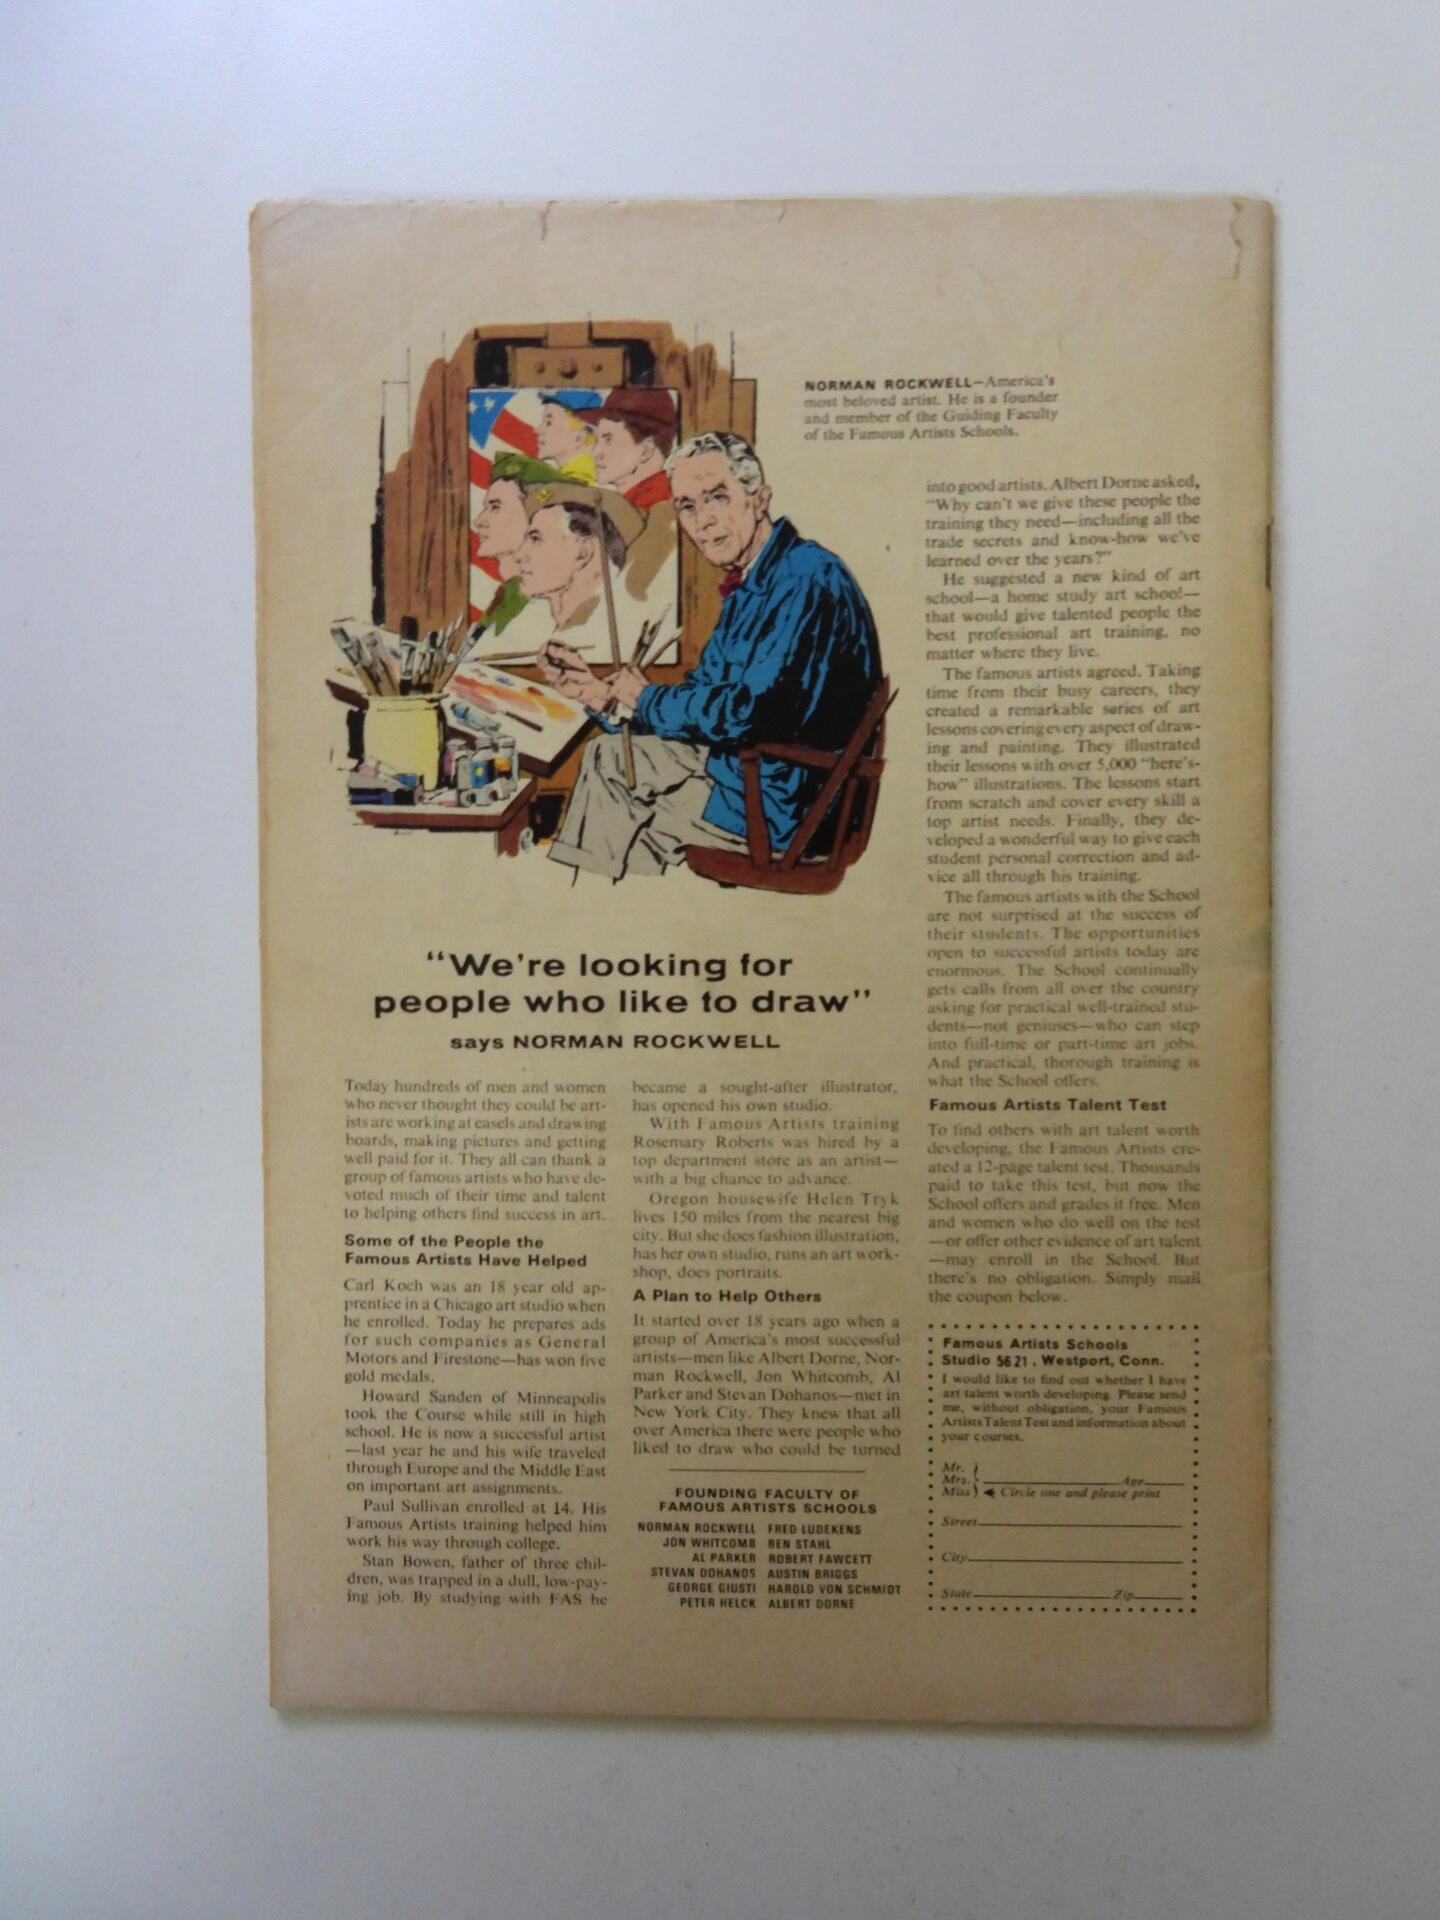 NORMAN ROCKWELL—America's
most beloved artist. He is a founder
and member of the Guiding Faculty
of the Famous Artists Schools.
"We're looking for
people who like to draw"
says NORMAN ROCKWELL
Today hundreds of men and women
who never thought they could be art-
ists are working at easels and drawing
boards, making pictures and getting
well paid for it. They all can thank a
group of famous artists who have de-
voted much of their time and talent
to helping others find success in art.
Some of the People the
Famous Artists Have Helped
Carl Koch was an 18 year old ap-
prentice in a Chicago art studio when
he enrolled. Today he prepares ads
for such companies as General
Motors and Firestone—has won five
gold medals.
Howard Sanden of Minneapolis
took the Course while still in high
school. He is now a successful artist
—last year he and his wife traveled
through Europe and the Middle East
on important art assignments.
Paul Sullivan enrolled at 14. His
Famous Artists training helped him
work his way through college.
Stan Bowen, father of three chil-
dren, was trapped in a dull, low-pay-
ing job. By studying with FAS he
became a sought-after illustrator,
has opened his own studio.
With Famous Artists training
Rosemary Roberts was hired by a
top department store as an artist—
with a big chance to advance.
Oregon housewife Helen Tryk
lives 150 miles from the nearest big
city. But she does fashion illustration,
has her own studio, runs an art work-
shop, does portraits.
A Plan to Help Others
It started over 18 years ago when a
group of America's most successful
artists—men like Albert Dorne, Nor-
man Rockwell, Jon Whitcomb, Al
Parker and Stevan Dohanos—met in
New York City. They knew that all
over America there were people who
liked to draw who could be turned
FOUNDING FACULTY OF
FAMOUS ARTISTS SCHOOLS
NORMAN ROCKWELL FRED LUDEKENS
JON WHITCOMB BEN STAHL
AL PARKER ROBERT FAWCETT
STEVAN DOHANOS AUSTIN BRIGGS
GEORGE GIUSTI HAROLD VON SCHMIDT
PETER HELCK ALBERT DORNE
into good artists. Albert Dorne asked,
"Why can't we give these people the
training they need—including all the
trade secrets and know-how we've
learned over the years?"
He suggested a new kind of art
school—a home study art school—
that would give talented people the
best professional art training, no
matter where they live.
The famous artists agreed. Taking
time from their busy careers, they
created a remarkable series of art
lessons covering every aspect of draw-
ing and painting. They illustrated
their lessons with over 5,000 "here's-
how" illustrations. The lessons start
from scratch and cover every skill a
top artist needs. Finally, they de-
veloped a wonderful way to give each
student personal correction and ad-
vice all through his training.
The famous artists with the School
are not surprised at the success of
their students. The opportunities
open to successful artists today are
enormous. The School continually
gets calls from all over the country
asking for practical well-trained stu-
dents—not geniuses—who can step
into full-time or part-time art jobs.
And practical, thorough training is
what the School offers.
Famous Artists Talent Test
To find others with art talent worth
developing, the Famous Artists cre-
ated a 12-page talent test. Thousands
paid to take this test, but now the
School offers and grades it free. Men
and women who do well on the test
—or offer other evidence of art talent
—may enroll in the School. But
there's no obligation. Simply mail
the coupon below.
Famous Artists Schools
Studio 5621, Westport, Conn.
I would like to find out whether I have
art talent worth developing. Please send
me, without obligation, your Famous
Artists Talent Test and information about
your courses.
Mr.
Mrs. Age
Miss Circle one and please print
Street
City
State Zip